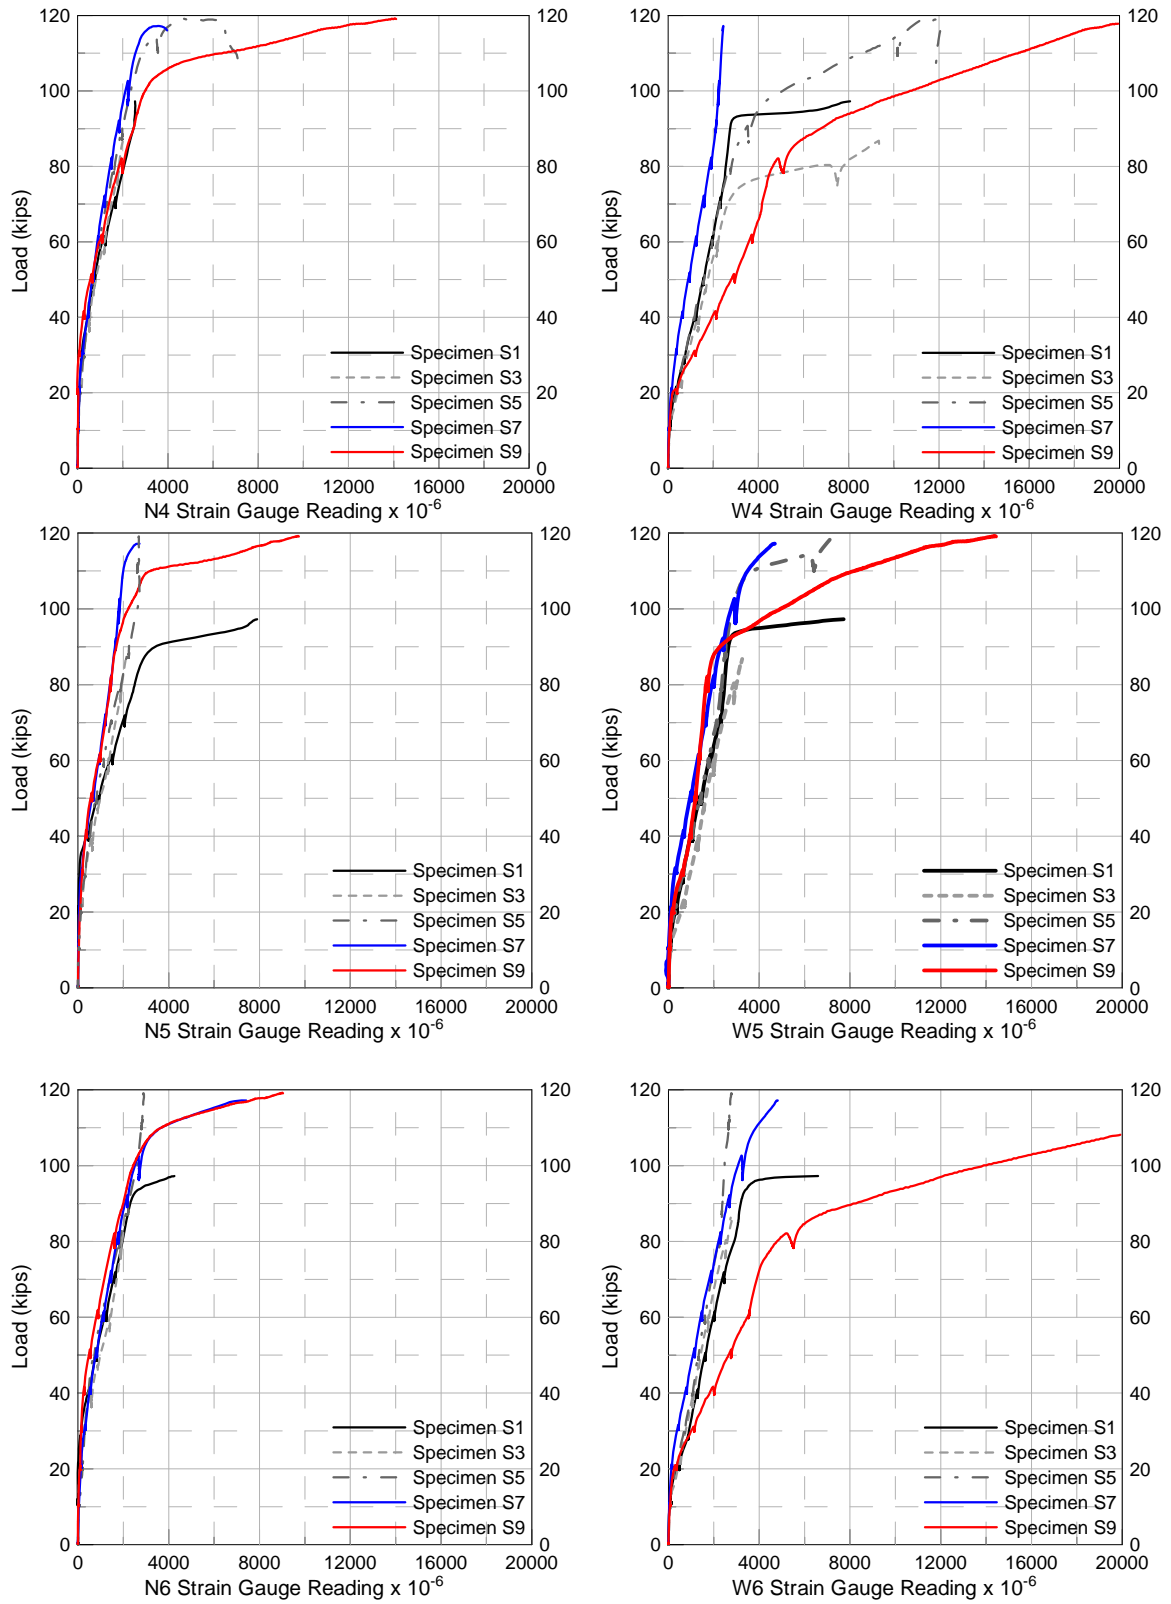 120 120
100 100
80 80
60 60
40 40
20 20
0 0
Load (kips)
Specimen S1
Specimen S3
Specimen S5
Specimen S7
Specimen S9
0 4000 8000 12000 16000 20000
N4 Strain Gauge Reading x 10-6
120 120
100 100
80 80
60 60
40 40
20 20
0 0
Load (kips)
Specimen S1
Specimen S3
Specimen S5
Specimen S7
Specimen S9
0 4000 8000 12000 16000 20000
W4 Strain Gauge Reading x 10-6
120 120
100 100
80 80
60 60
40 40
20 20
0 0
Load (kips)
Specimen S1
Specimen S3
Specimen S5
Specimen S7
Specimen S9
0 4000 8000 12000 16000 20000
N5 Strain Gauge Reading x 10-6
120 120
100 100
80 80
60 60
40 40
20 20
0 0
Load (kips)
Specimen S1
Specimen S3
Specimen S5
Specimen S7
Specimen S9
0 4000 8000 12000 16000 20000
W5 Strain Gauge Reading x 10-6
120 120
100 100
80 80
60 60
40 40
20 20
0 0
Load (kips)
Specimen S1
Specimen S3
Specimen S5
Specimen S7
Specimen S9
0 4000 8000 12000 16000 20000
N6 Strain Gauge Reading x 10-6
120 120
100 100
80 80
60 60
40 40
20 20
0 0
Load (kips)
Specimen S1
Specimen S3
Specimen S5
Specimen S7
Specimen S9
0 4000 8000 12000 16000 20000
W6 Strain Gauge Reading x 10-6